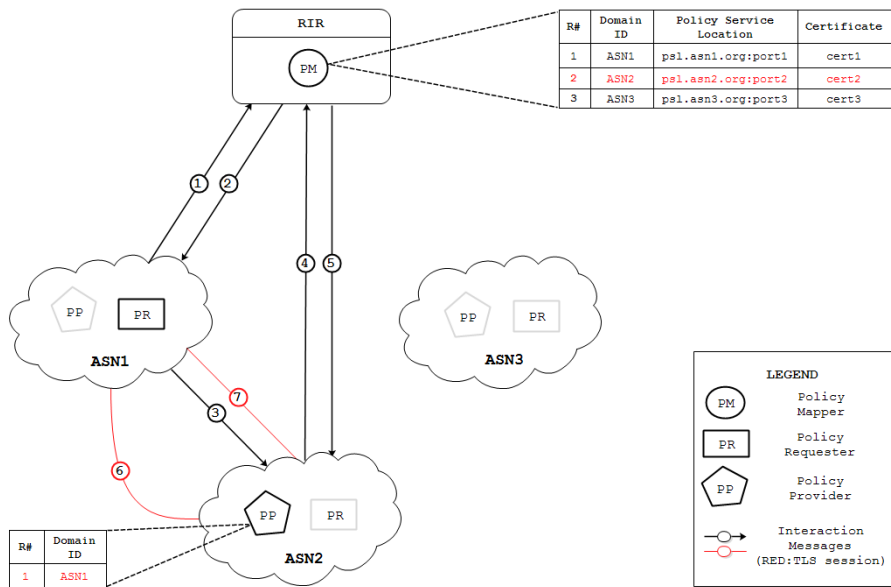 RIR
PM
R# Domain ID Policy Service Location Certificate
1 ASN1 psl.asn1.org:port1 cert1
2 ASN2 psl.asn2.org:port2 cert2
3 ASN3 psl.asn3.org:port3 cert3
1
2
4
5
PP
PR
ASN1
PP
PR
ASN3
7
3
6
PP
PR
ASN2
R# Domain ID
1 ASN1
LEGEND
PM Policy Mapper
PR Policy Requester
PP Policy Provider
Interaction Messages
(RED:TLS session)